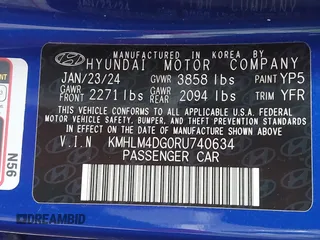 MANUFACTURED IN KOREA BY
HYUNDAI MOTOR COMPANY
JAN/23/24 GVWR 3858 lbs PAINT YP5
GAWR FRONT 2271 lbs GAWR REAR 2094 lbs TRIM YFR
THIS VEHICLE CONFORMS TO ALL APPLICABLE U.S.A. FEDERAL
MOTOR VEHICLE SAFETY, BUMPER, AND THEFT PREVENTION STANDARDS
IN EFFECT ON THE DATE OF MANUFACTURE SHOWN ABOVE.
V.I.N KMHLM4DG0RU740634
PASSENGER CAR
N56
DREAMBID